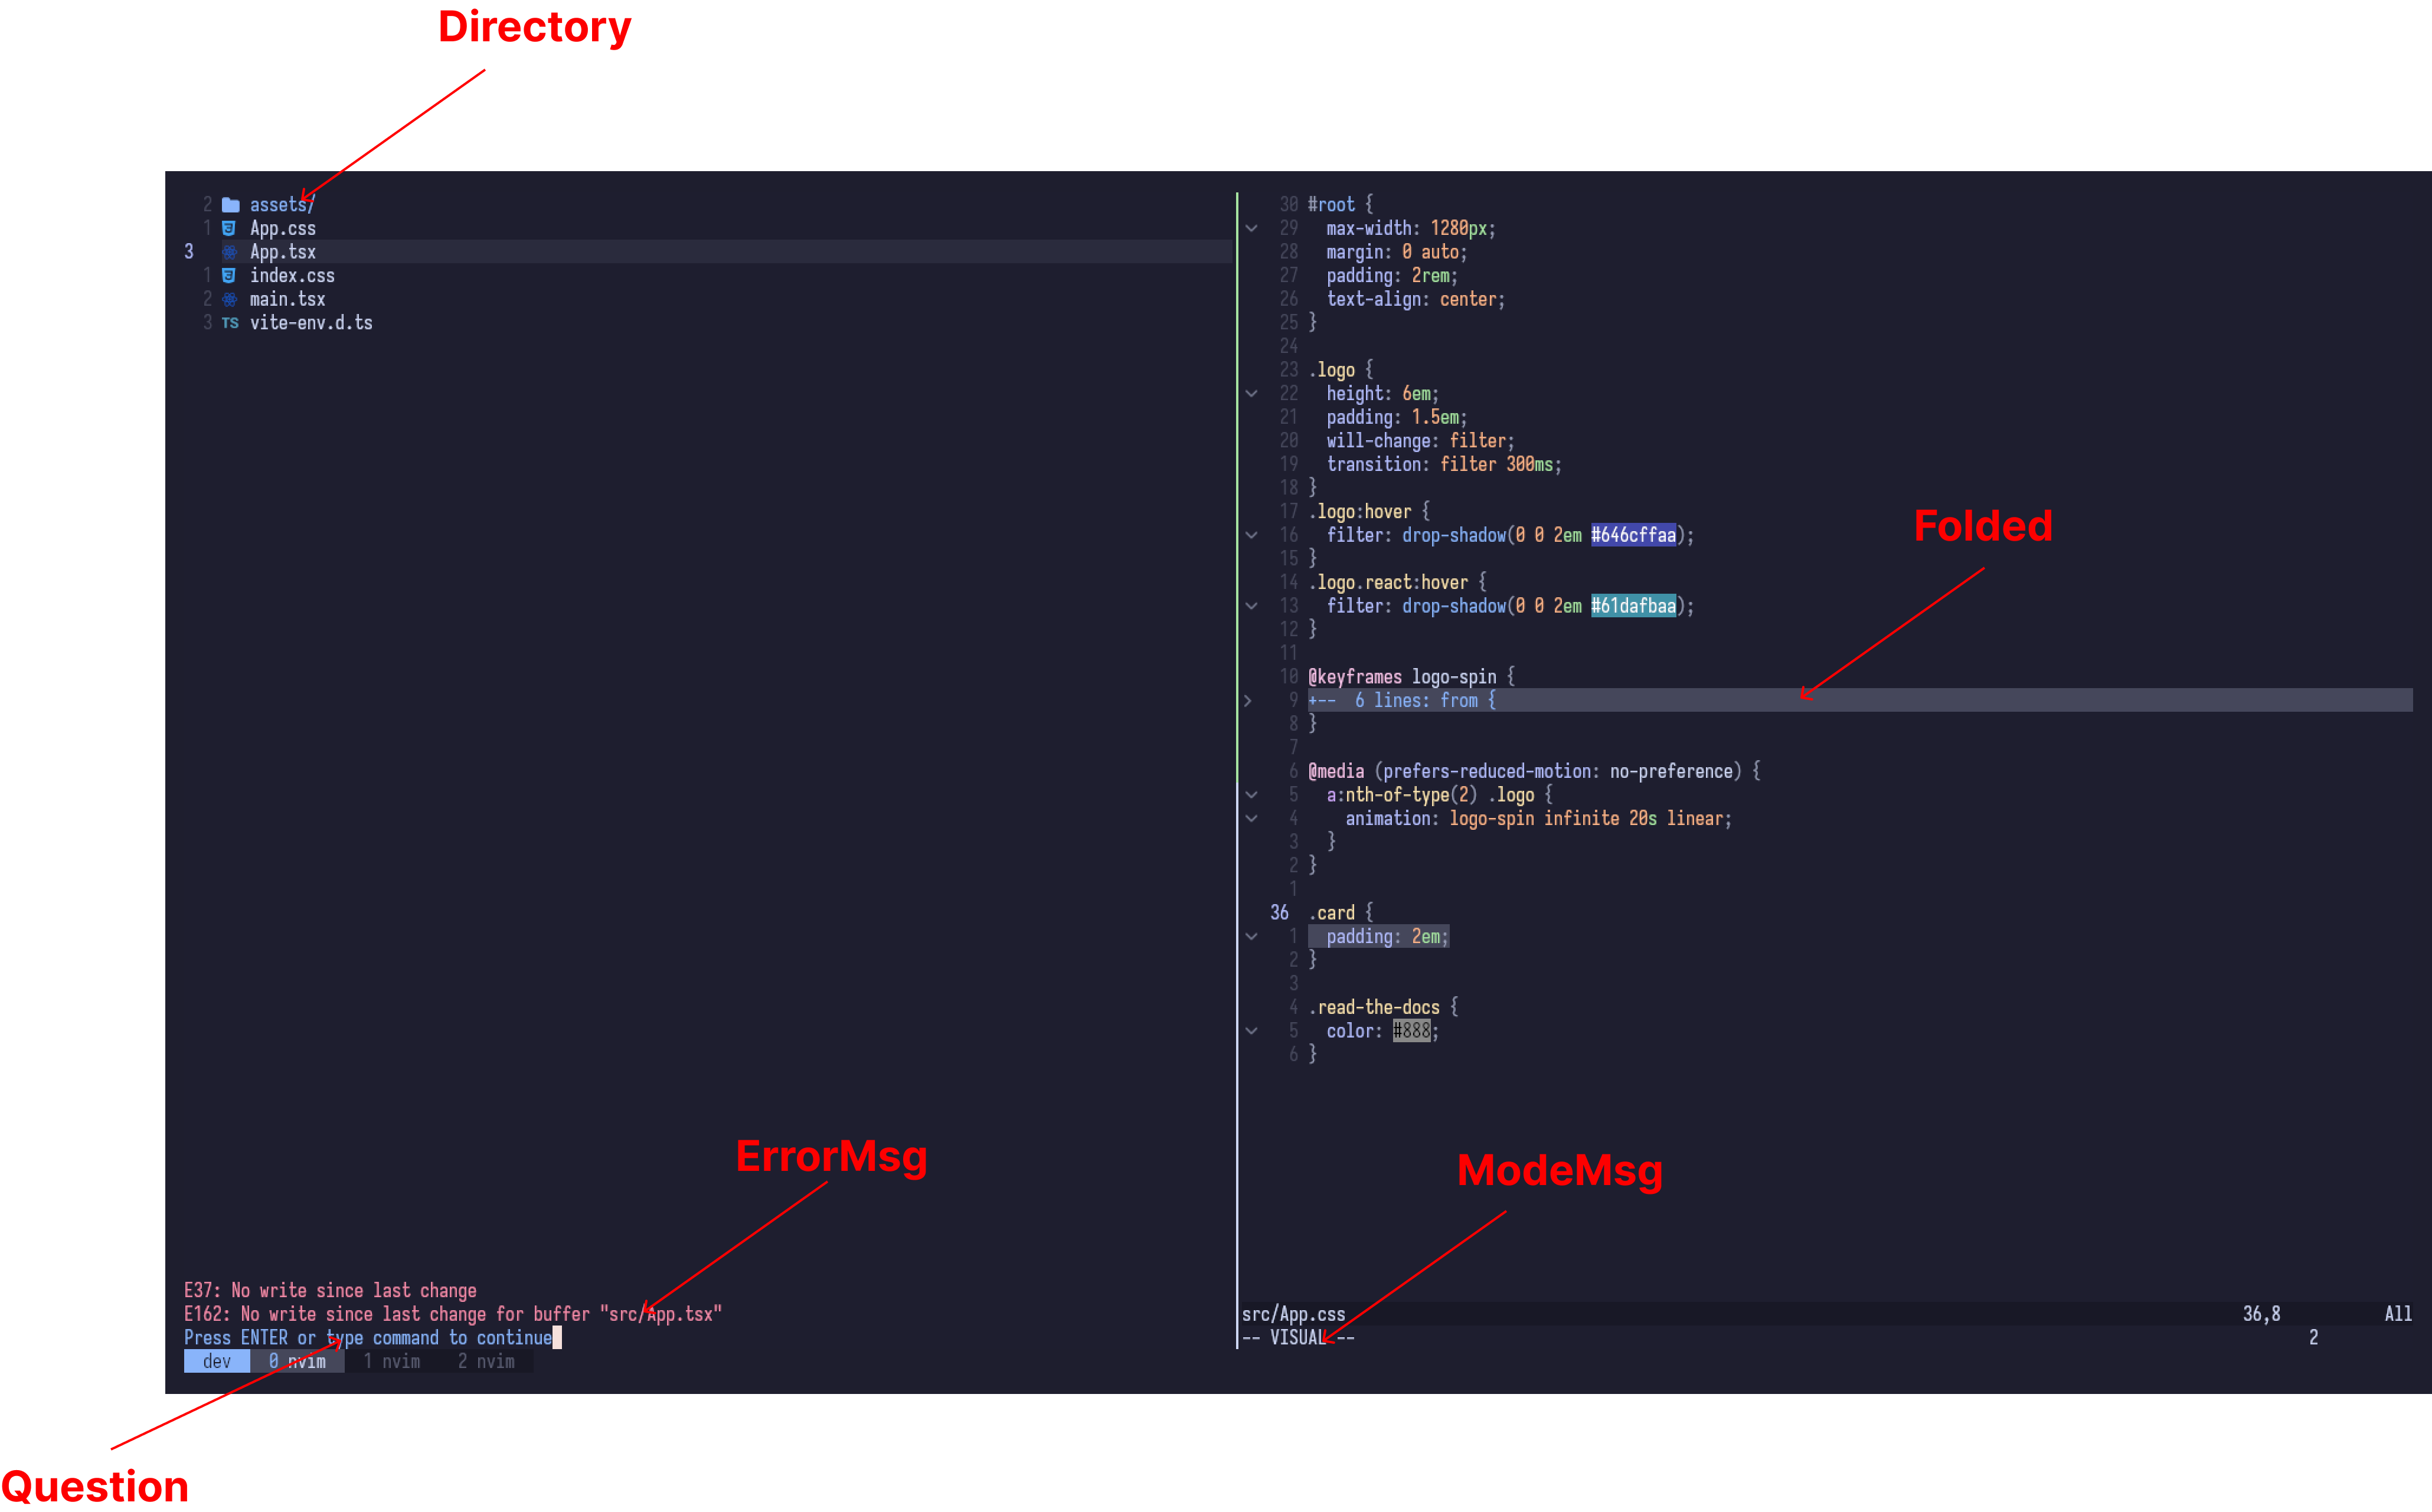 Directory
2 assets/
1 App.css
3 App.tsx
1 index.css
2 main.tsx
3 TS vite-env.d.ts
30 #root {
29 max-width: 1280px;
28 margin: 0 auto;
27 padding: 2rem;
26 text-align: center;
25 }
24
23 .logo {
22 height: 6em;
21 padding: 1.5em;
20 will-change: filter;
19 transition: filter 300ms;
18 }
17 .logo:hover {
16 filter: drop-shadow(0 0 2em #646cffaa);
15 }
14 .logo.react:hover {
13 filter: drop-shadow(0 0 2em #61dafbaa);
12 }
11
10 @keyframes logo-spin {
9 +-- 6 lines: from {
8 }
7
6 @media (prefers-reduced-motion: no-preference) {
5 a:nth-of-type(2) .logo {
4 animation: logo-spin infinite 20s linear;
3 }
2 }
1
36 .card {
1 padding: 2em;
2 }
3
4 .read-the-docs {
5 color: #888;
6 }
Folded
ErrorMsg
ModeMsg
E37: No write since last change
E162: No write since last change for buffer "src/App.tsx"
Press ENTER or type command to continue
dev 0 nvim 1 nvim 2 nvim
src/App.css 36,8 All
-- VISUAL -- 2
Question